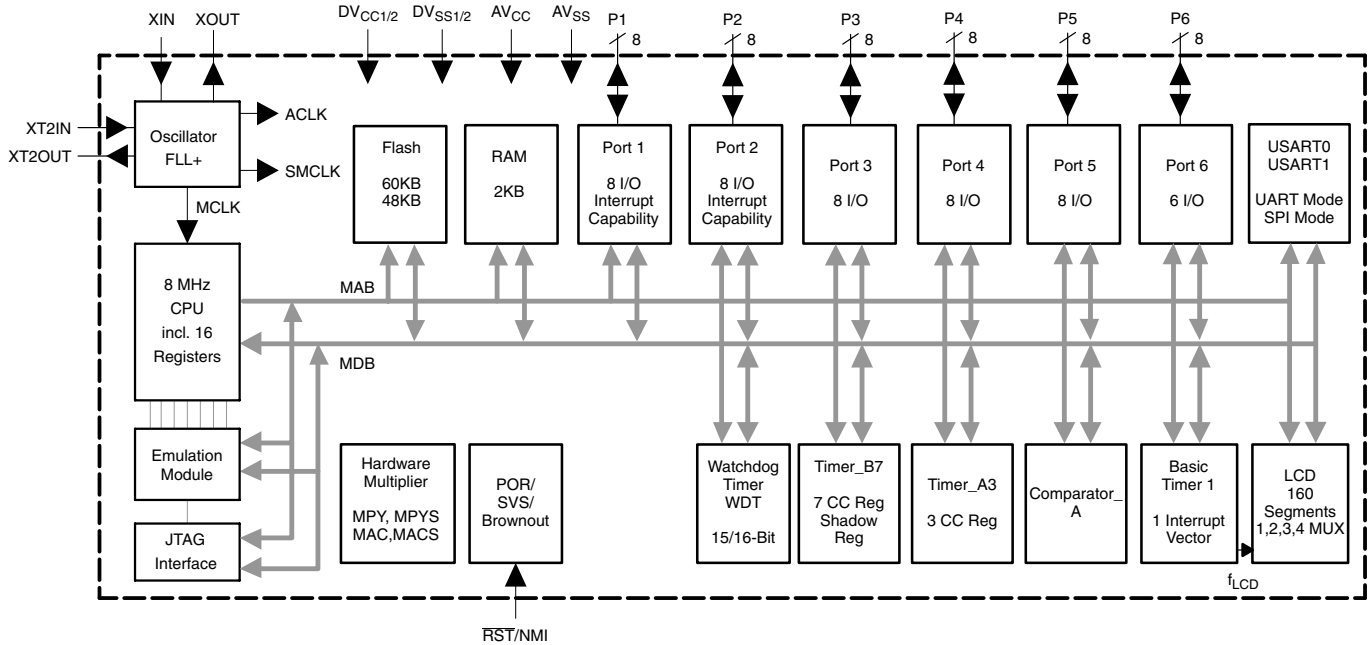 XIN
XOUT
DVCC1/2
DVSS1/2
AVCC
AVSS
P1
P2
P3
P4
P5
P6
8
8
8
8
8
8
XT2IN
XT2OUT
Oscillator
FLL+
ACLK
SMCLK
MCLK
Flash
60KB
48KB
RAM
2KB
Port 1
8 I/O
Interrupt
Capability
Port 2
8 I/O
Interrupt
Capability
Port 3
8 I/O
Port 4
8 I/O
Port 5
8 I/O
Port 6
6 I/O
USART0
USART1
UART Mode
SPI Mode
8 MHz
CPU
incl. 16
Registers
MAB
MDB
Emulation
Module
JTAG
Interface
Hardware
Multiplier
MPY, MPYS
MAC,MACS
POR/
SVS/
Brownout
Watchdog
Timer
WDT
15/16-Bit
Timer_B7
7 CC Reg
Shadow
Reg
Timer_A3
3 CC Reg
Comparator_
A
Basic
Timer 1
1 Interrupt
Vector
LCD
160
Segments
1,2,3,4 MUX
fLCD
RST/NMI